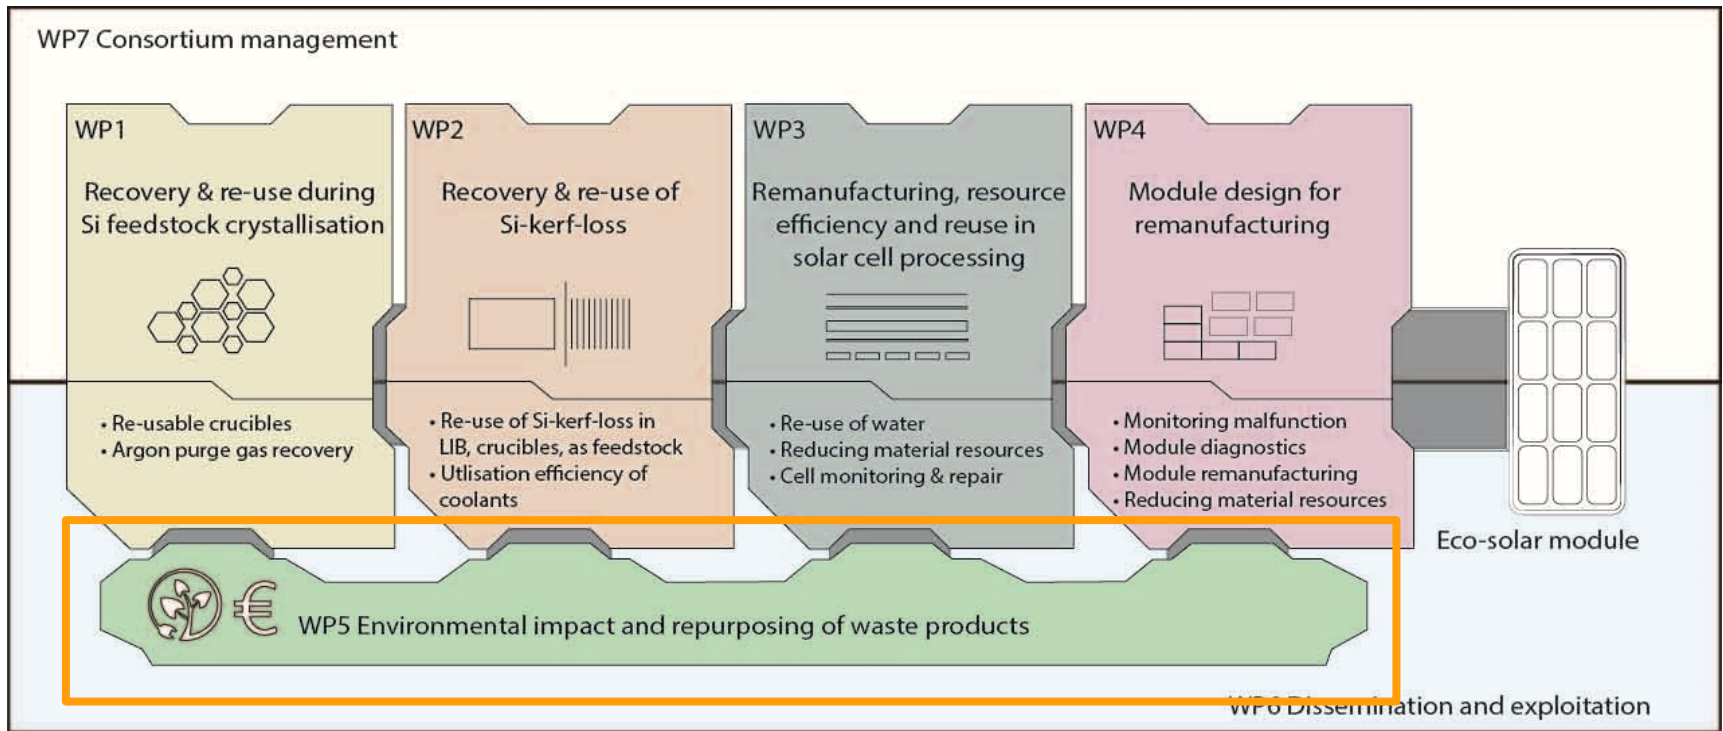 WP7 Consortium management
WP1
Recovery & re-use during
Si feedstock crystallisation
• Re-usable crucibles
• Argon purge gas recovery
WP2
Recovery & re-use of
Si-kerf-loss
• Re-use of Si-kerf-loss in
LIB, crucibles, as feedstock
• Utlisation efficiency of
coolants
WP3
Remanufacturing, resource
efficiency and reuse in
solar cell processing
• Re-use of water
• Reducing material resources
• Cell monitoring & repair
WP4
Module design for
remanufacturing
• Monitoring malfunction
• Module diagnostics
• Module remanufacturing
• Reducing material resources
Eco-solar module
€
WP5 Environmental impact and repurposing of waste products
WP6 Dissemination and exploitation